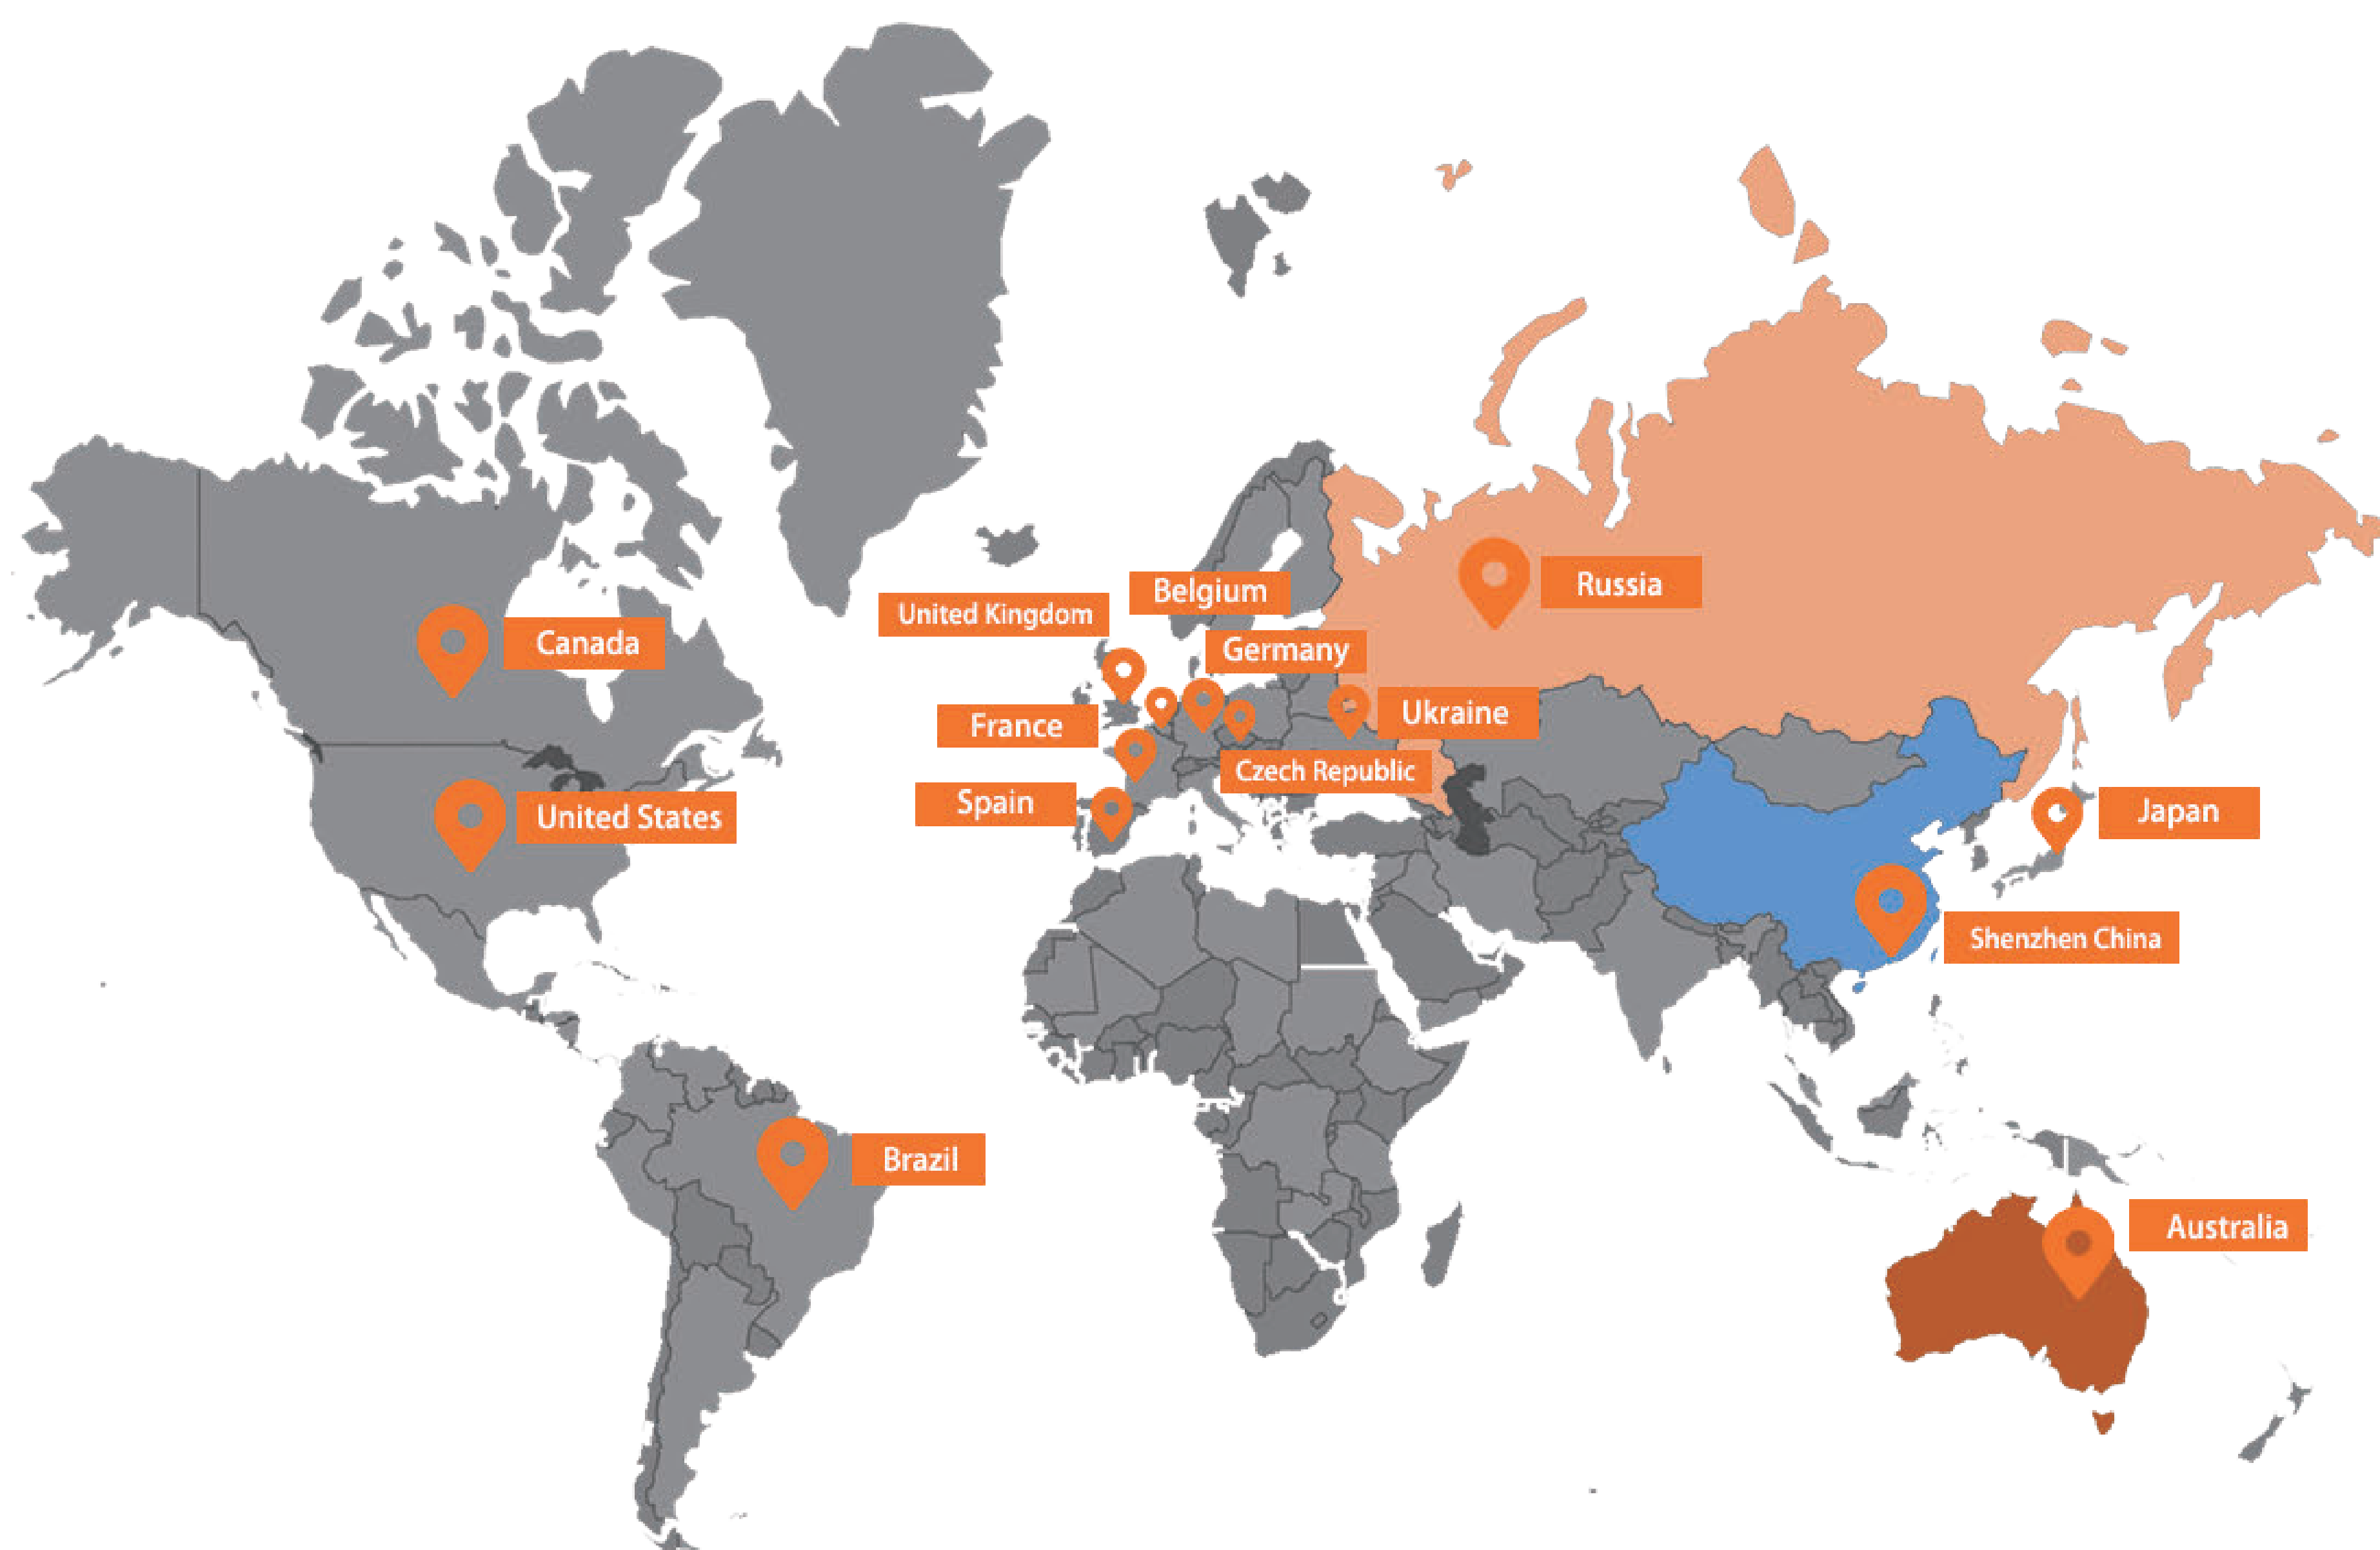 Belgium
United Kingdom
Russia
Canada
Germany
France
Ukraine
Czech Republic
Spain
United States
Japan
Shenzhen China
Brazil
Australia